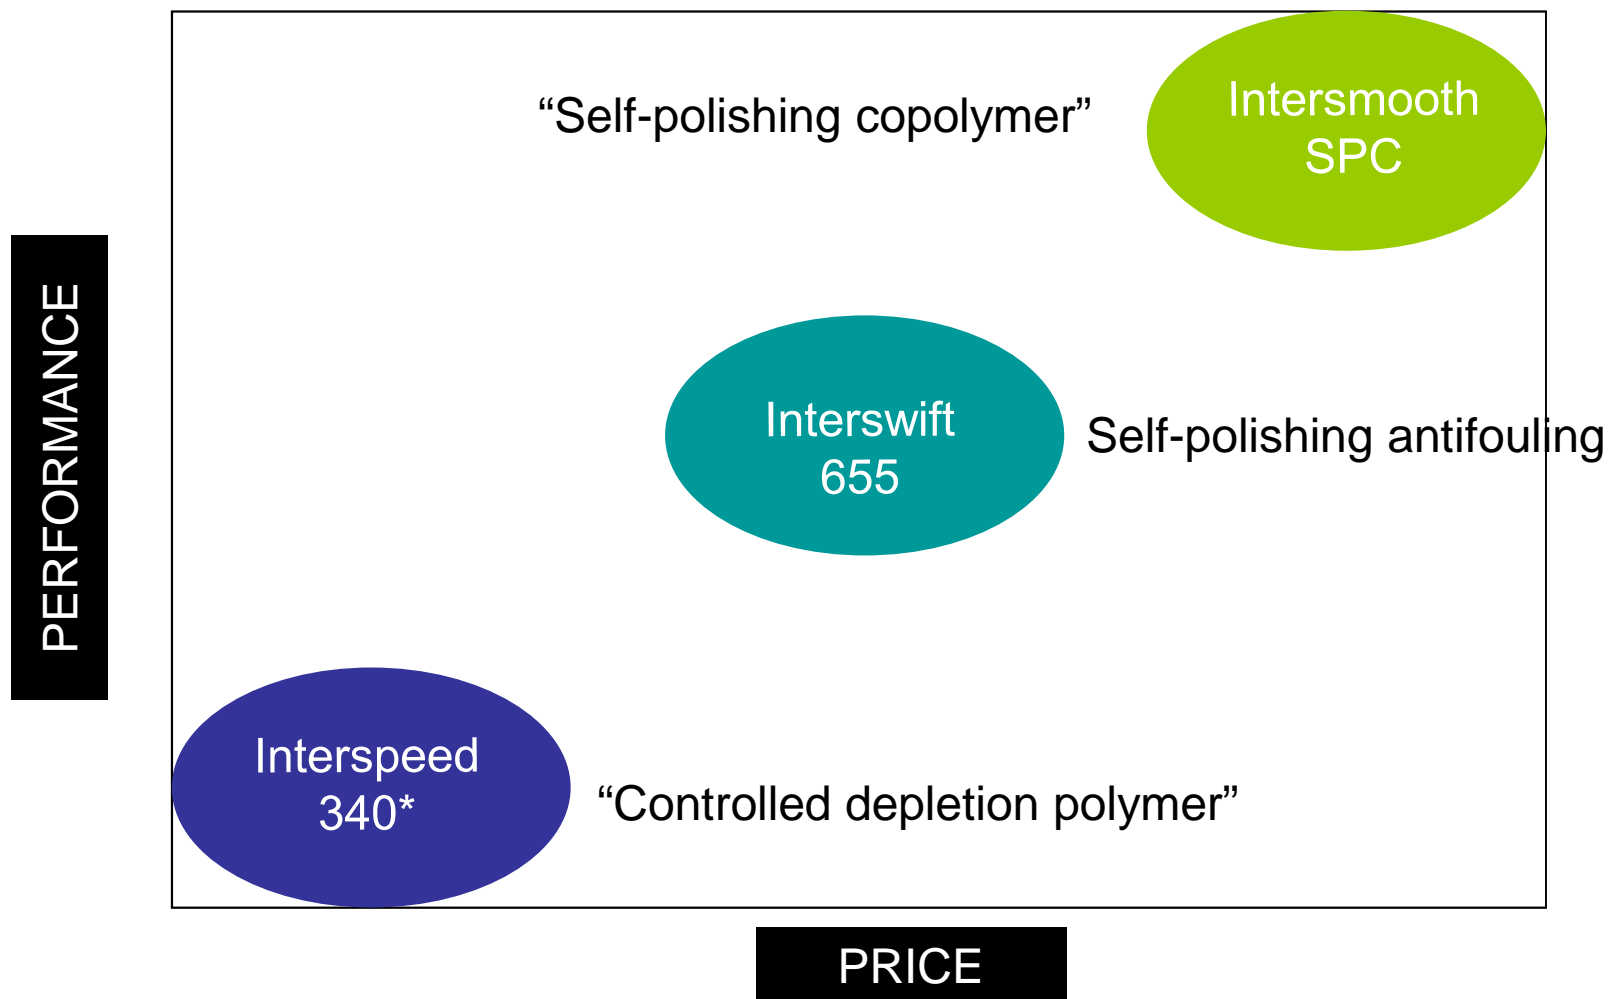 “Self-polishing copolymer”
Intersmooth
SPC
PERFORMANCE
Interswift
655
Self-polishing antifouling
Interspeed
340*
“Controlled depletion polymer”
PRICE